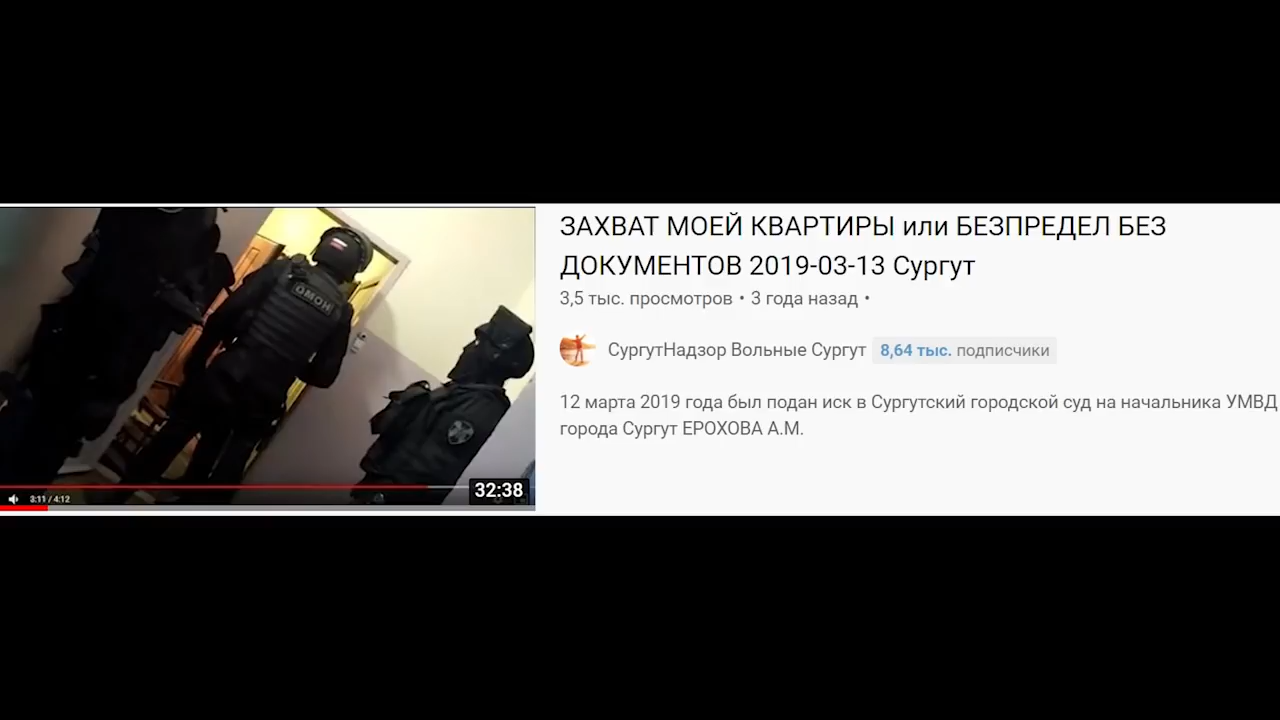 ОМОН
3:11 / 4:12
32:38
ЗАХВАТ МОЕЙ КВАРТИРЫ или БЕЗПРЕДЕЛ БЕЗ
ДОКУМЕНТОВ 2019-03-13 Сургут
3,5 тыс. просмотров • 3 года назад •
СургутНадзор Вольные Сургут 8,64 тыс. подписчики
12 марта 2019 года был подан иск в Сургутский городской суд на начальника УМВД
города Сургут ЕРОХОВА А.М.